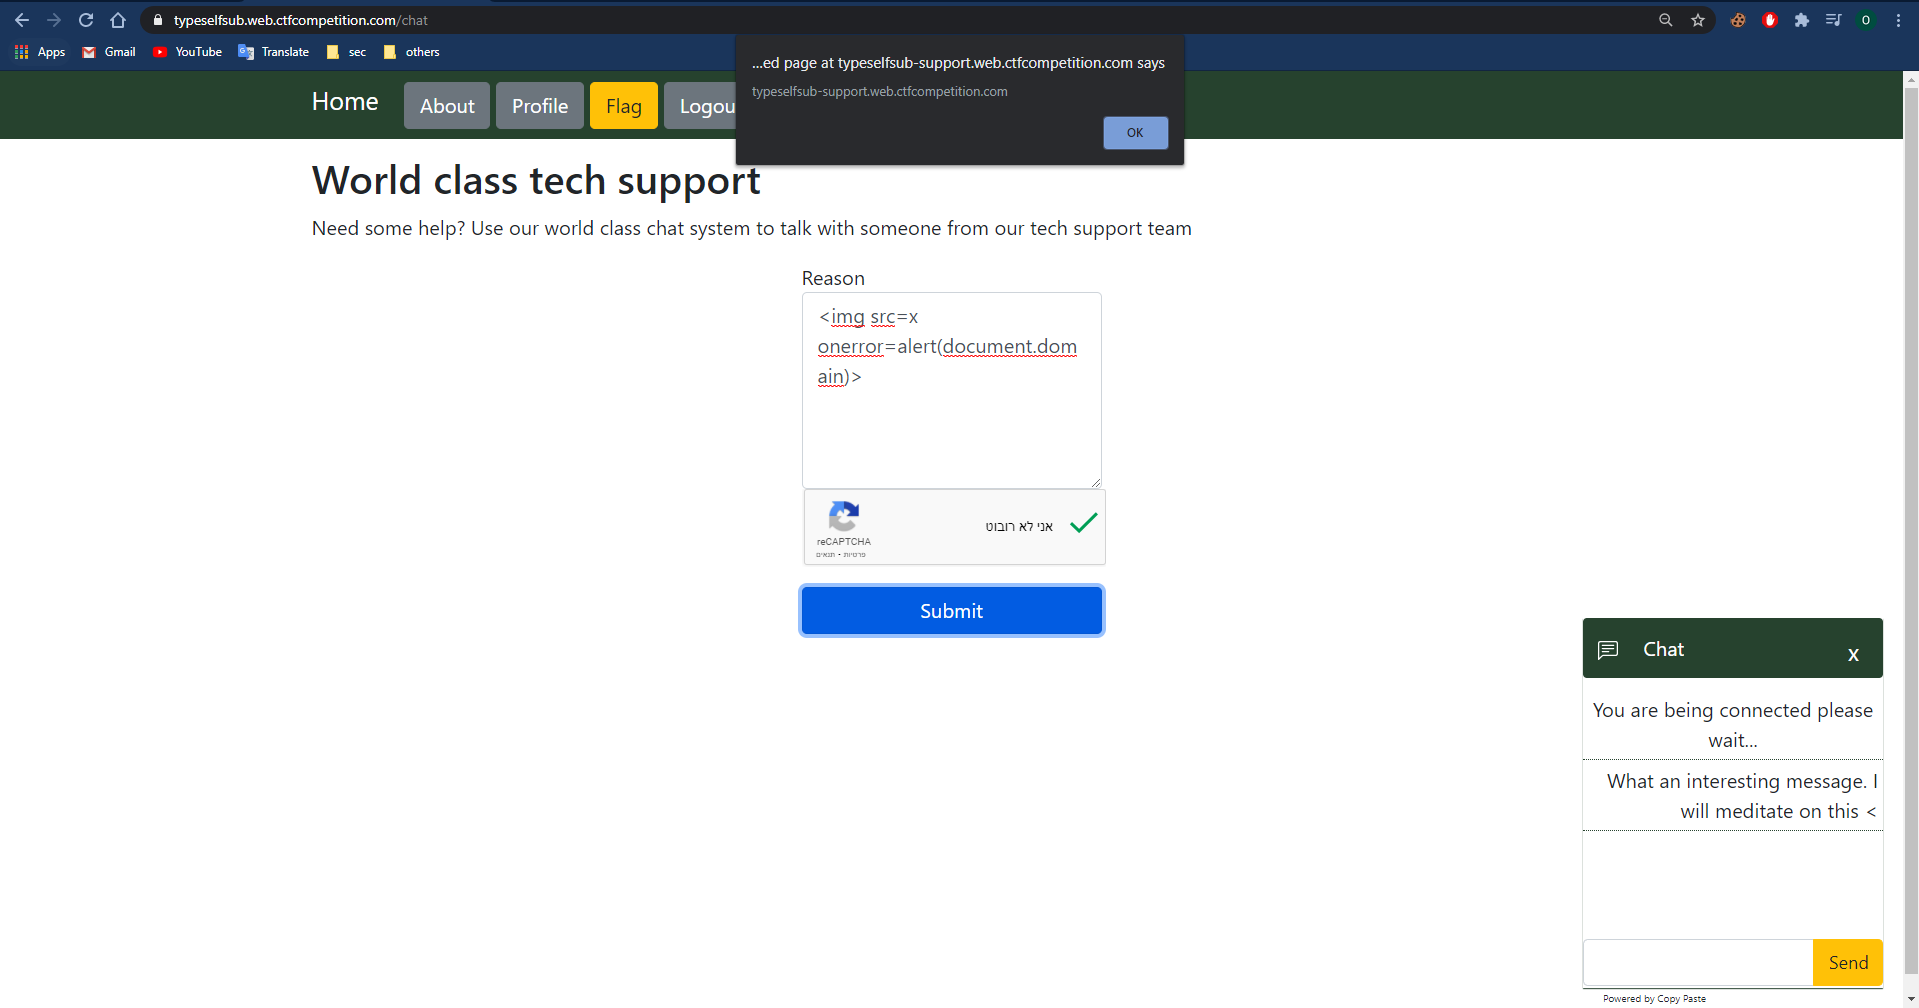 typeselfsub.web.ctfcompetition.com/chat
O
Apps Gmail YouTube Translate sec others
...ed page at typeselfsub-support.web.ctfcompetition.com says
typeselfsub-support.web.ctfcompetition.com
OK
Home About Profile Flag Logou
World class tech support
Need some help? Use our world class chat system to talk with someone from our tech support team
Reason
<img src=x
onerror=alert(document.dom
ain)>
אני לא רובוט
reCAPTCHA
פרטיות - תנאים
Submit
Chat x
You are being connected please
wait...
What an interesting message. I
will meditate on this <
Send
Powered by Copy Paste